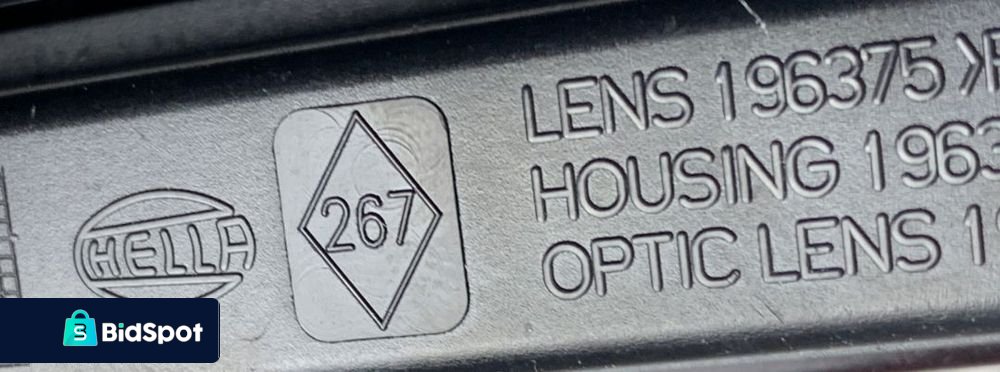 LENS 196375 >
HOUSING 1963
OPTIC LENS 1
HELLA
267
BidSpot